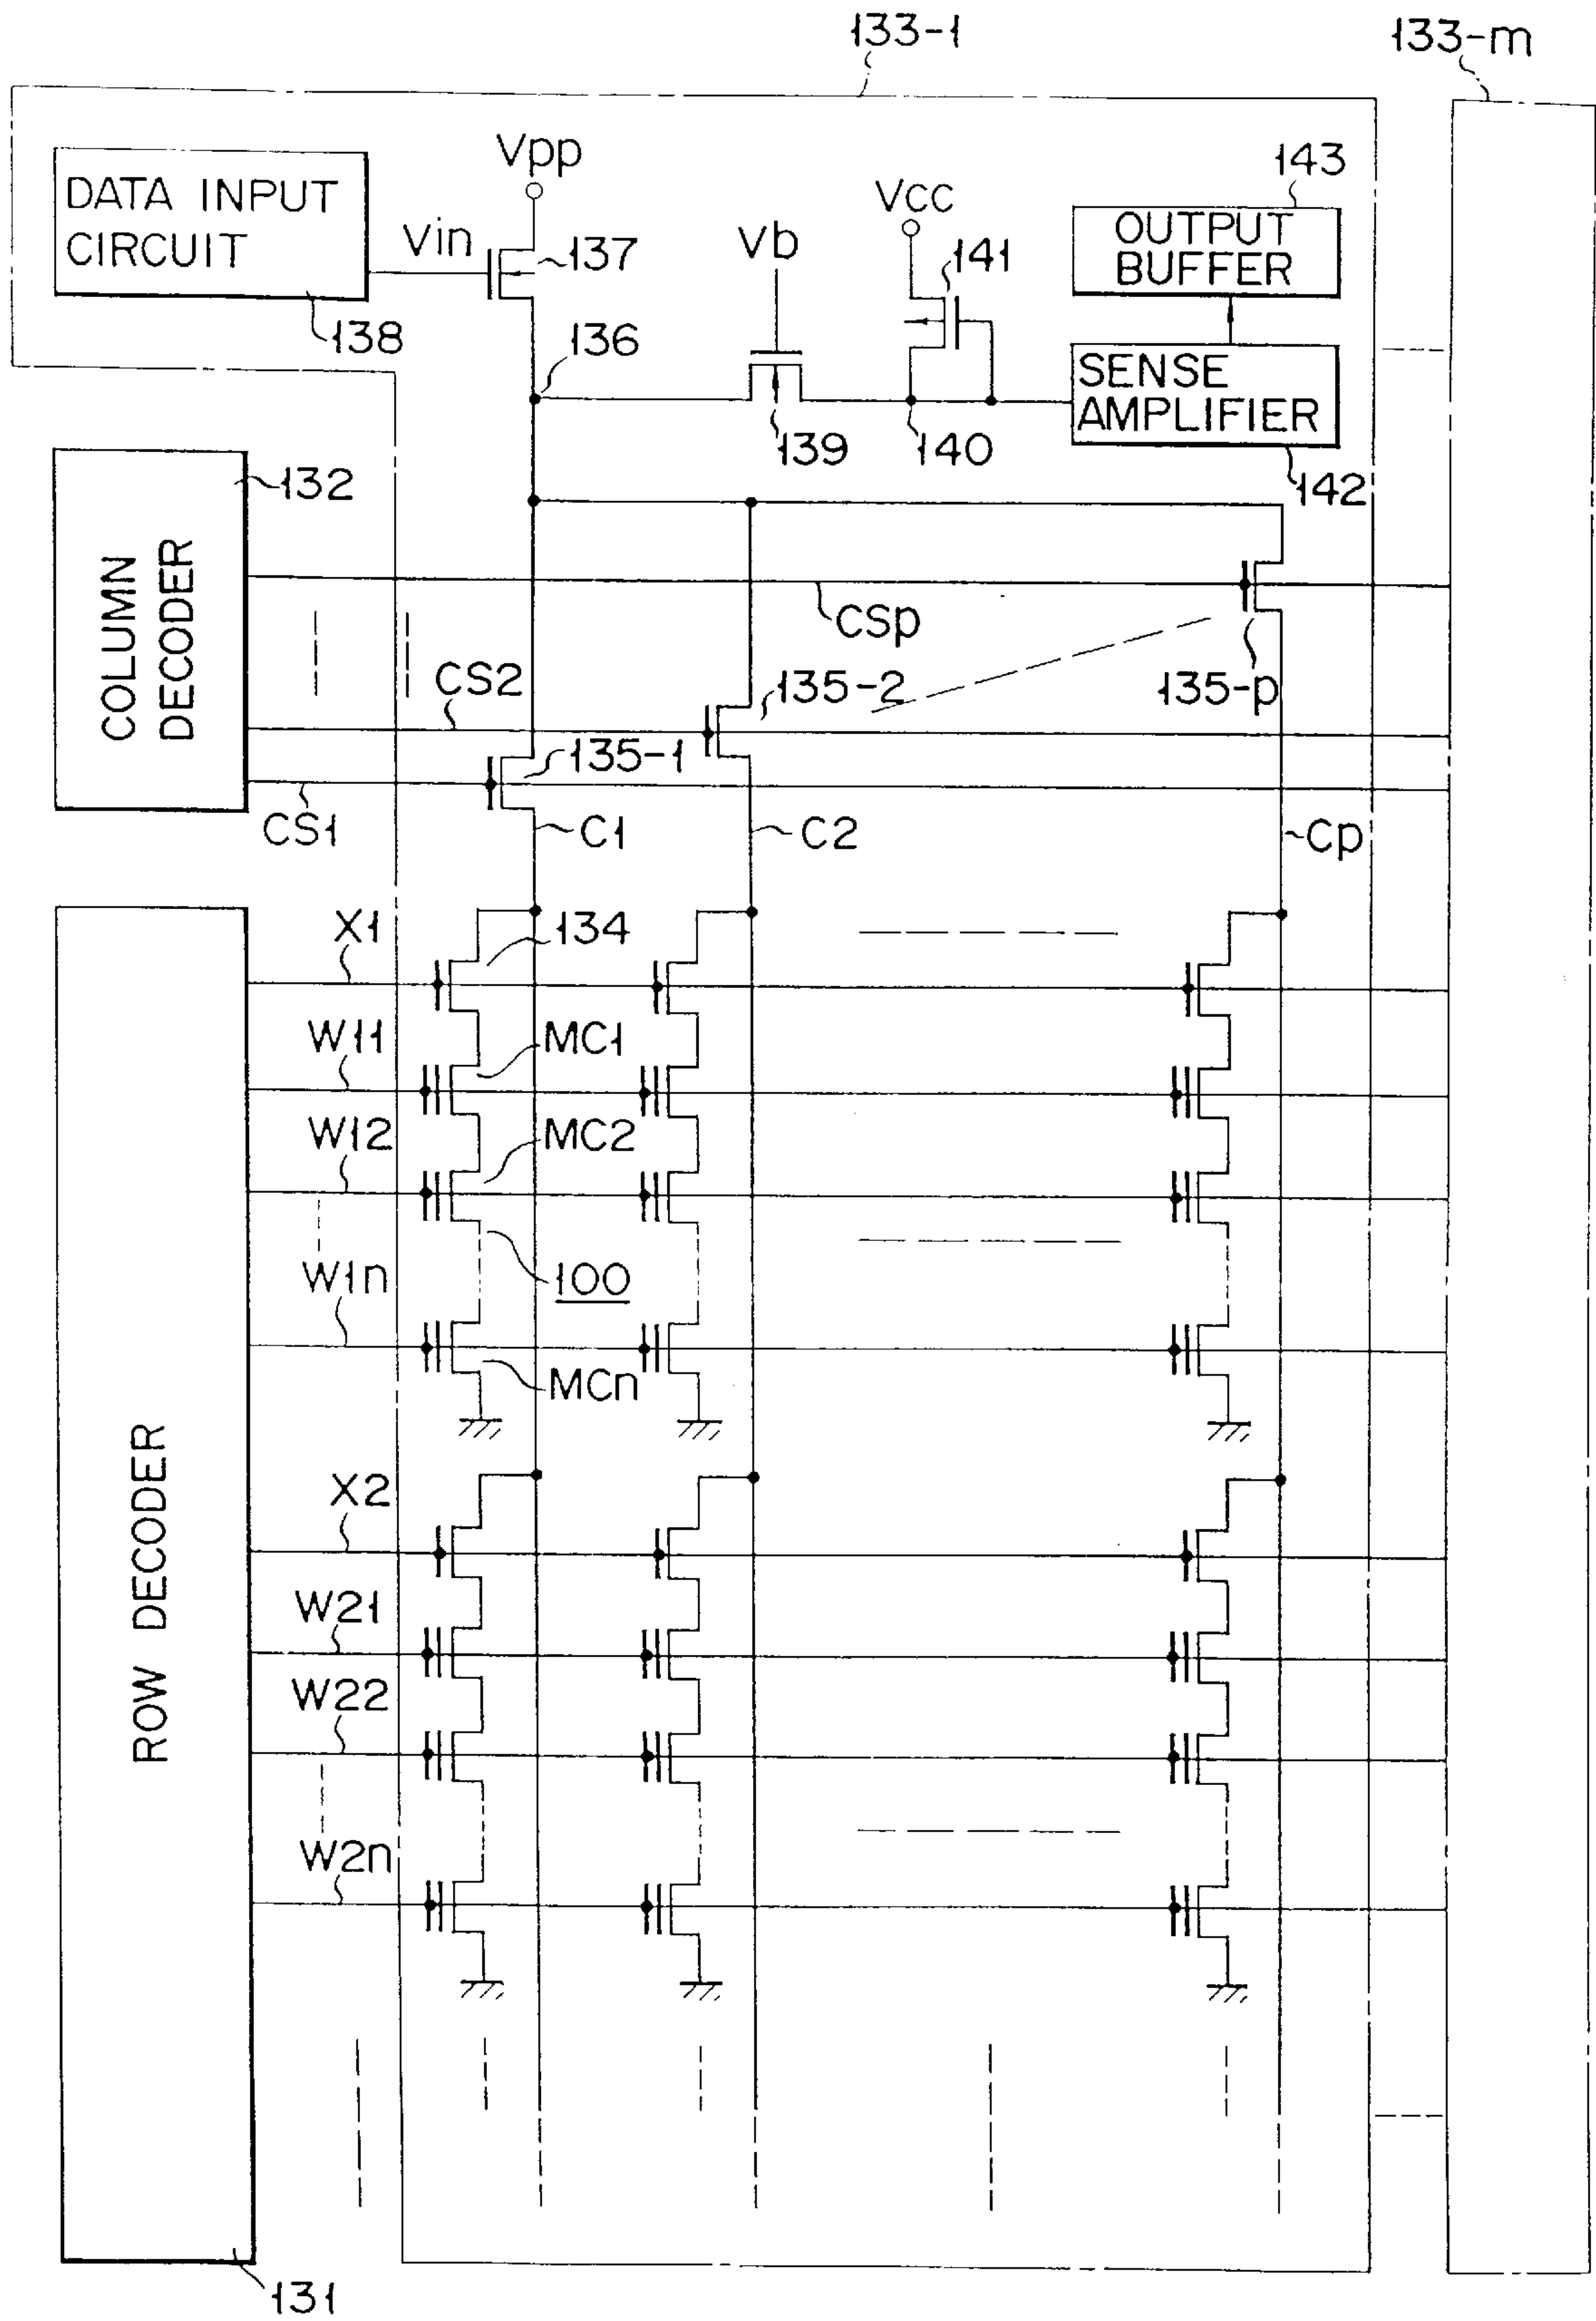 133-1
133-m
DATA INPUT
CIRCUIT
138
Vpp
Vin
137
136
Vb
139
Vcc
141
140
143
OUTPUT
BUFFER
SENSE
AMPLIFIER
142
132
COLUMN
DECODER
CSp
135-p
CS2
135-2
135-1
CS1
C1
C2
Cp
X1
134
W11
MC1
W12
MC2
W1n
100
MCn
X2
W21
W22
W2n
ROW DECODER
131